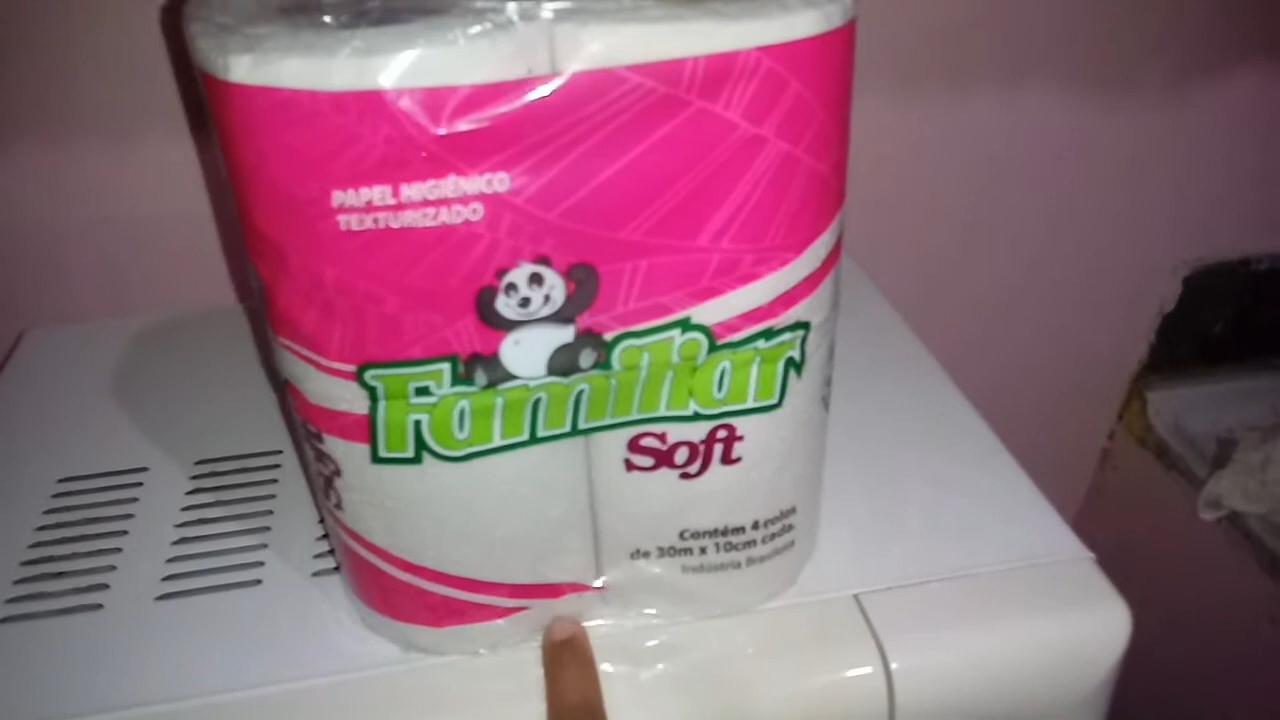 PAPEL HIGIÊNICO
TEXTURIZADO
Familiar
Soft
Contém 4 rolos
de 30m x 10cm cada.
Indústria Brasileira